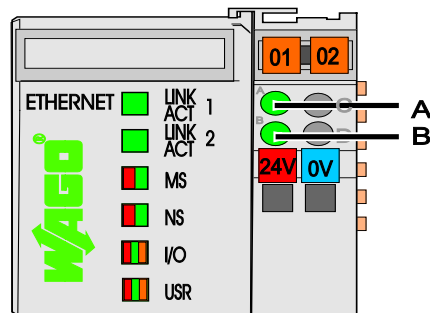 01 02
ETHERNET LINK ACT 1
LINK ACT 2
MS
NS
I/O
USR
WAGO®
A C
B D
24V 0V
A
B